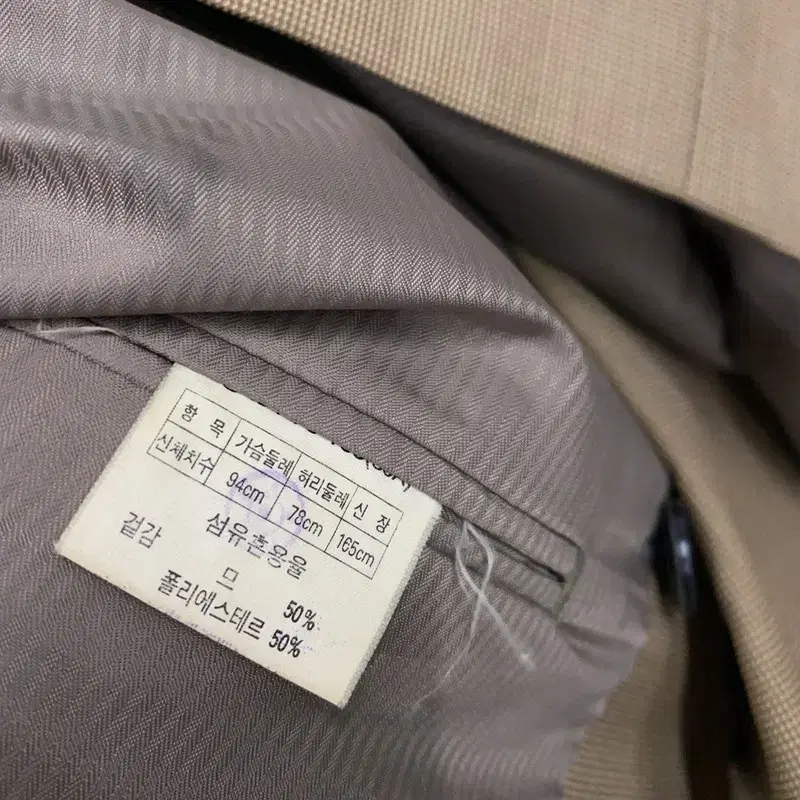 항 목 가슴둘레 허리둘레 신 장
신체치수 94cm 78cm 165cm
섬유혼용율
겉감 모 50%
폴리에스테르 50%